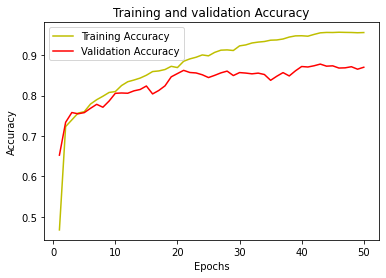 Training and validation Accuracy
Training Accuracy
Validation Accuracy
Accuracy
0.9
0.8
0.7
0.6
0.5
0
10
20
30
40
50
Epochs